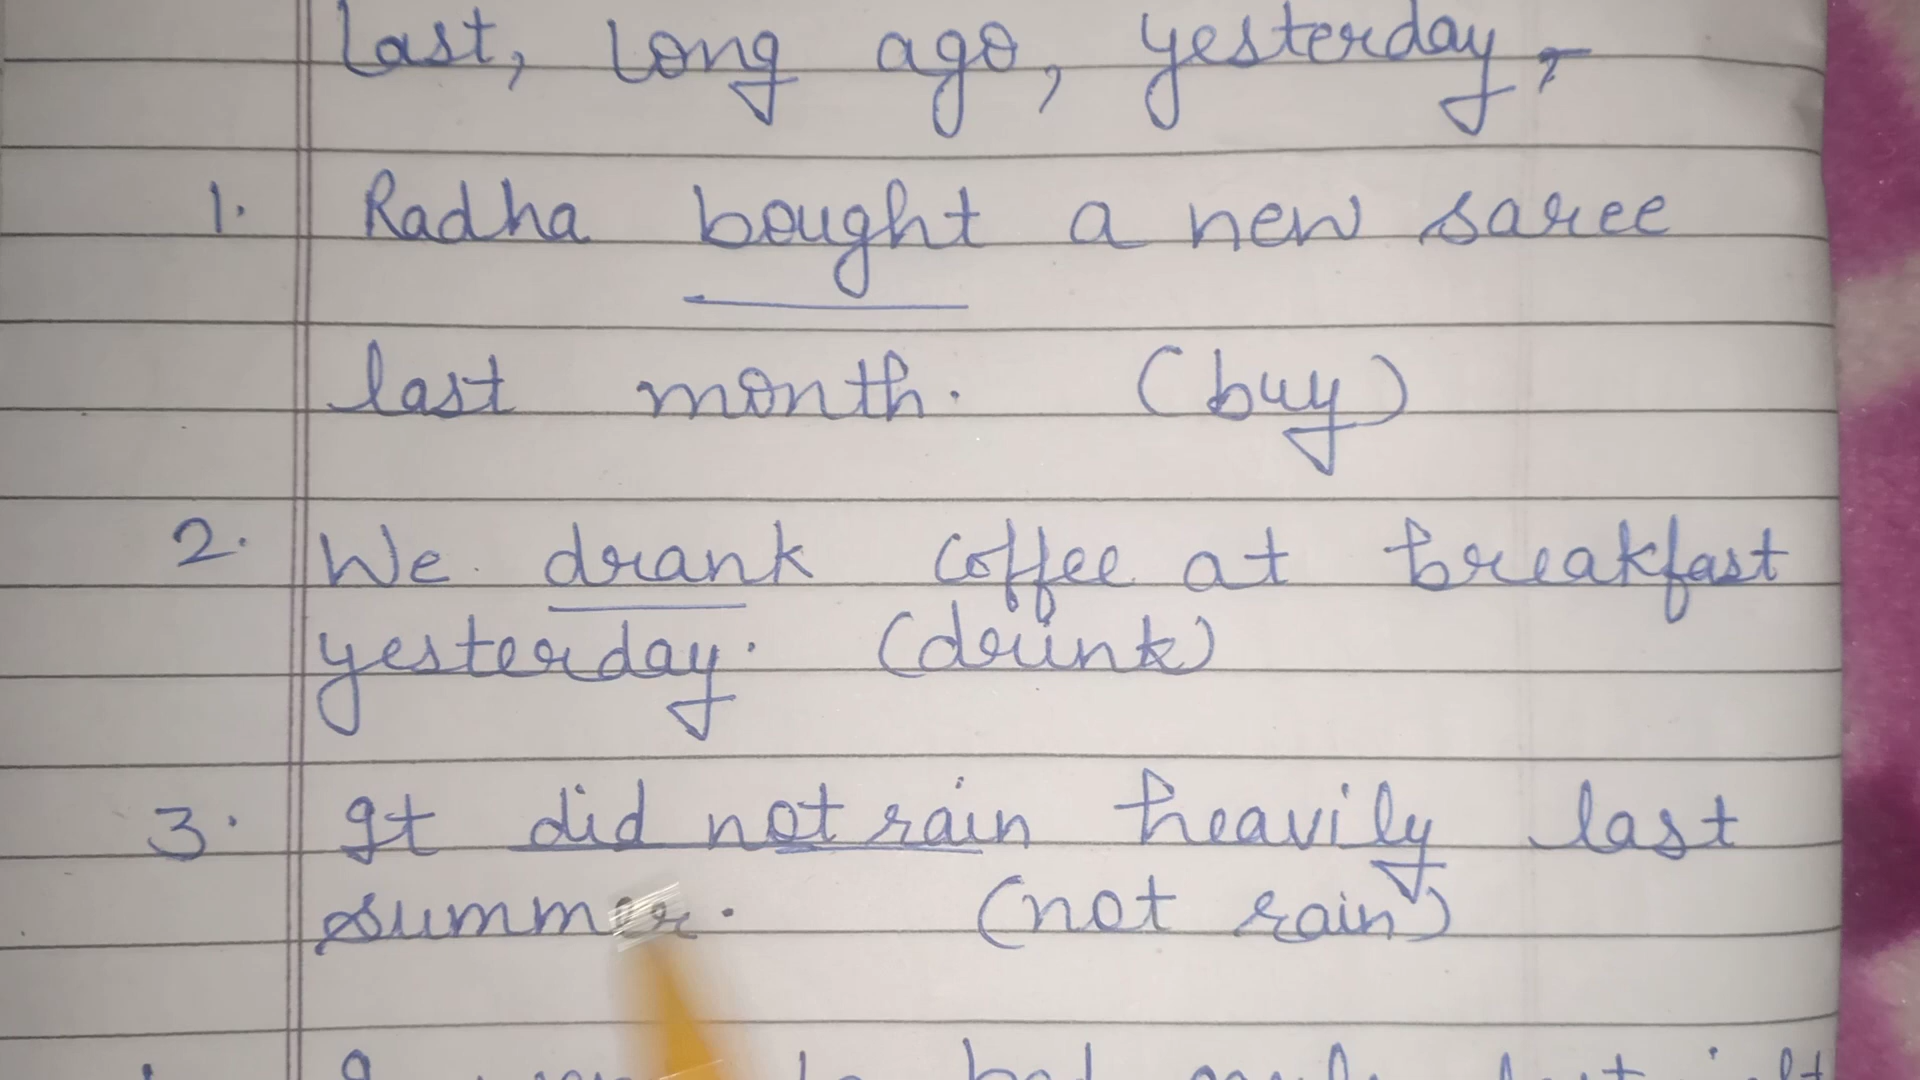 last, long ago, yesterday,
1. Radha bought a new saree
last month. (buy)
2. We drank coffee at breakfast
yesterday. (drink)
3. It did not rain heavily last
summer. (not rain)